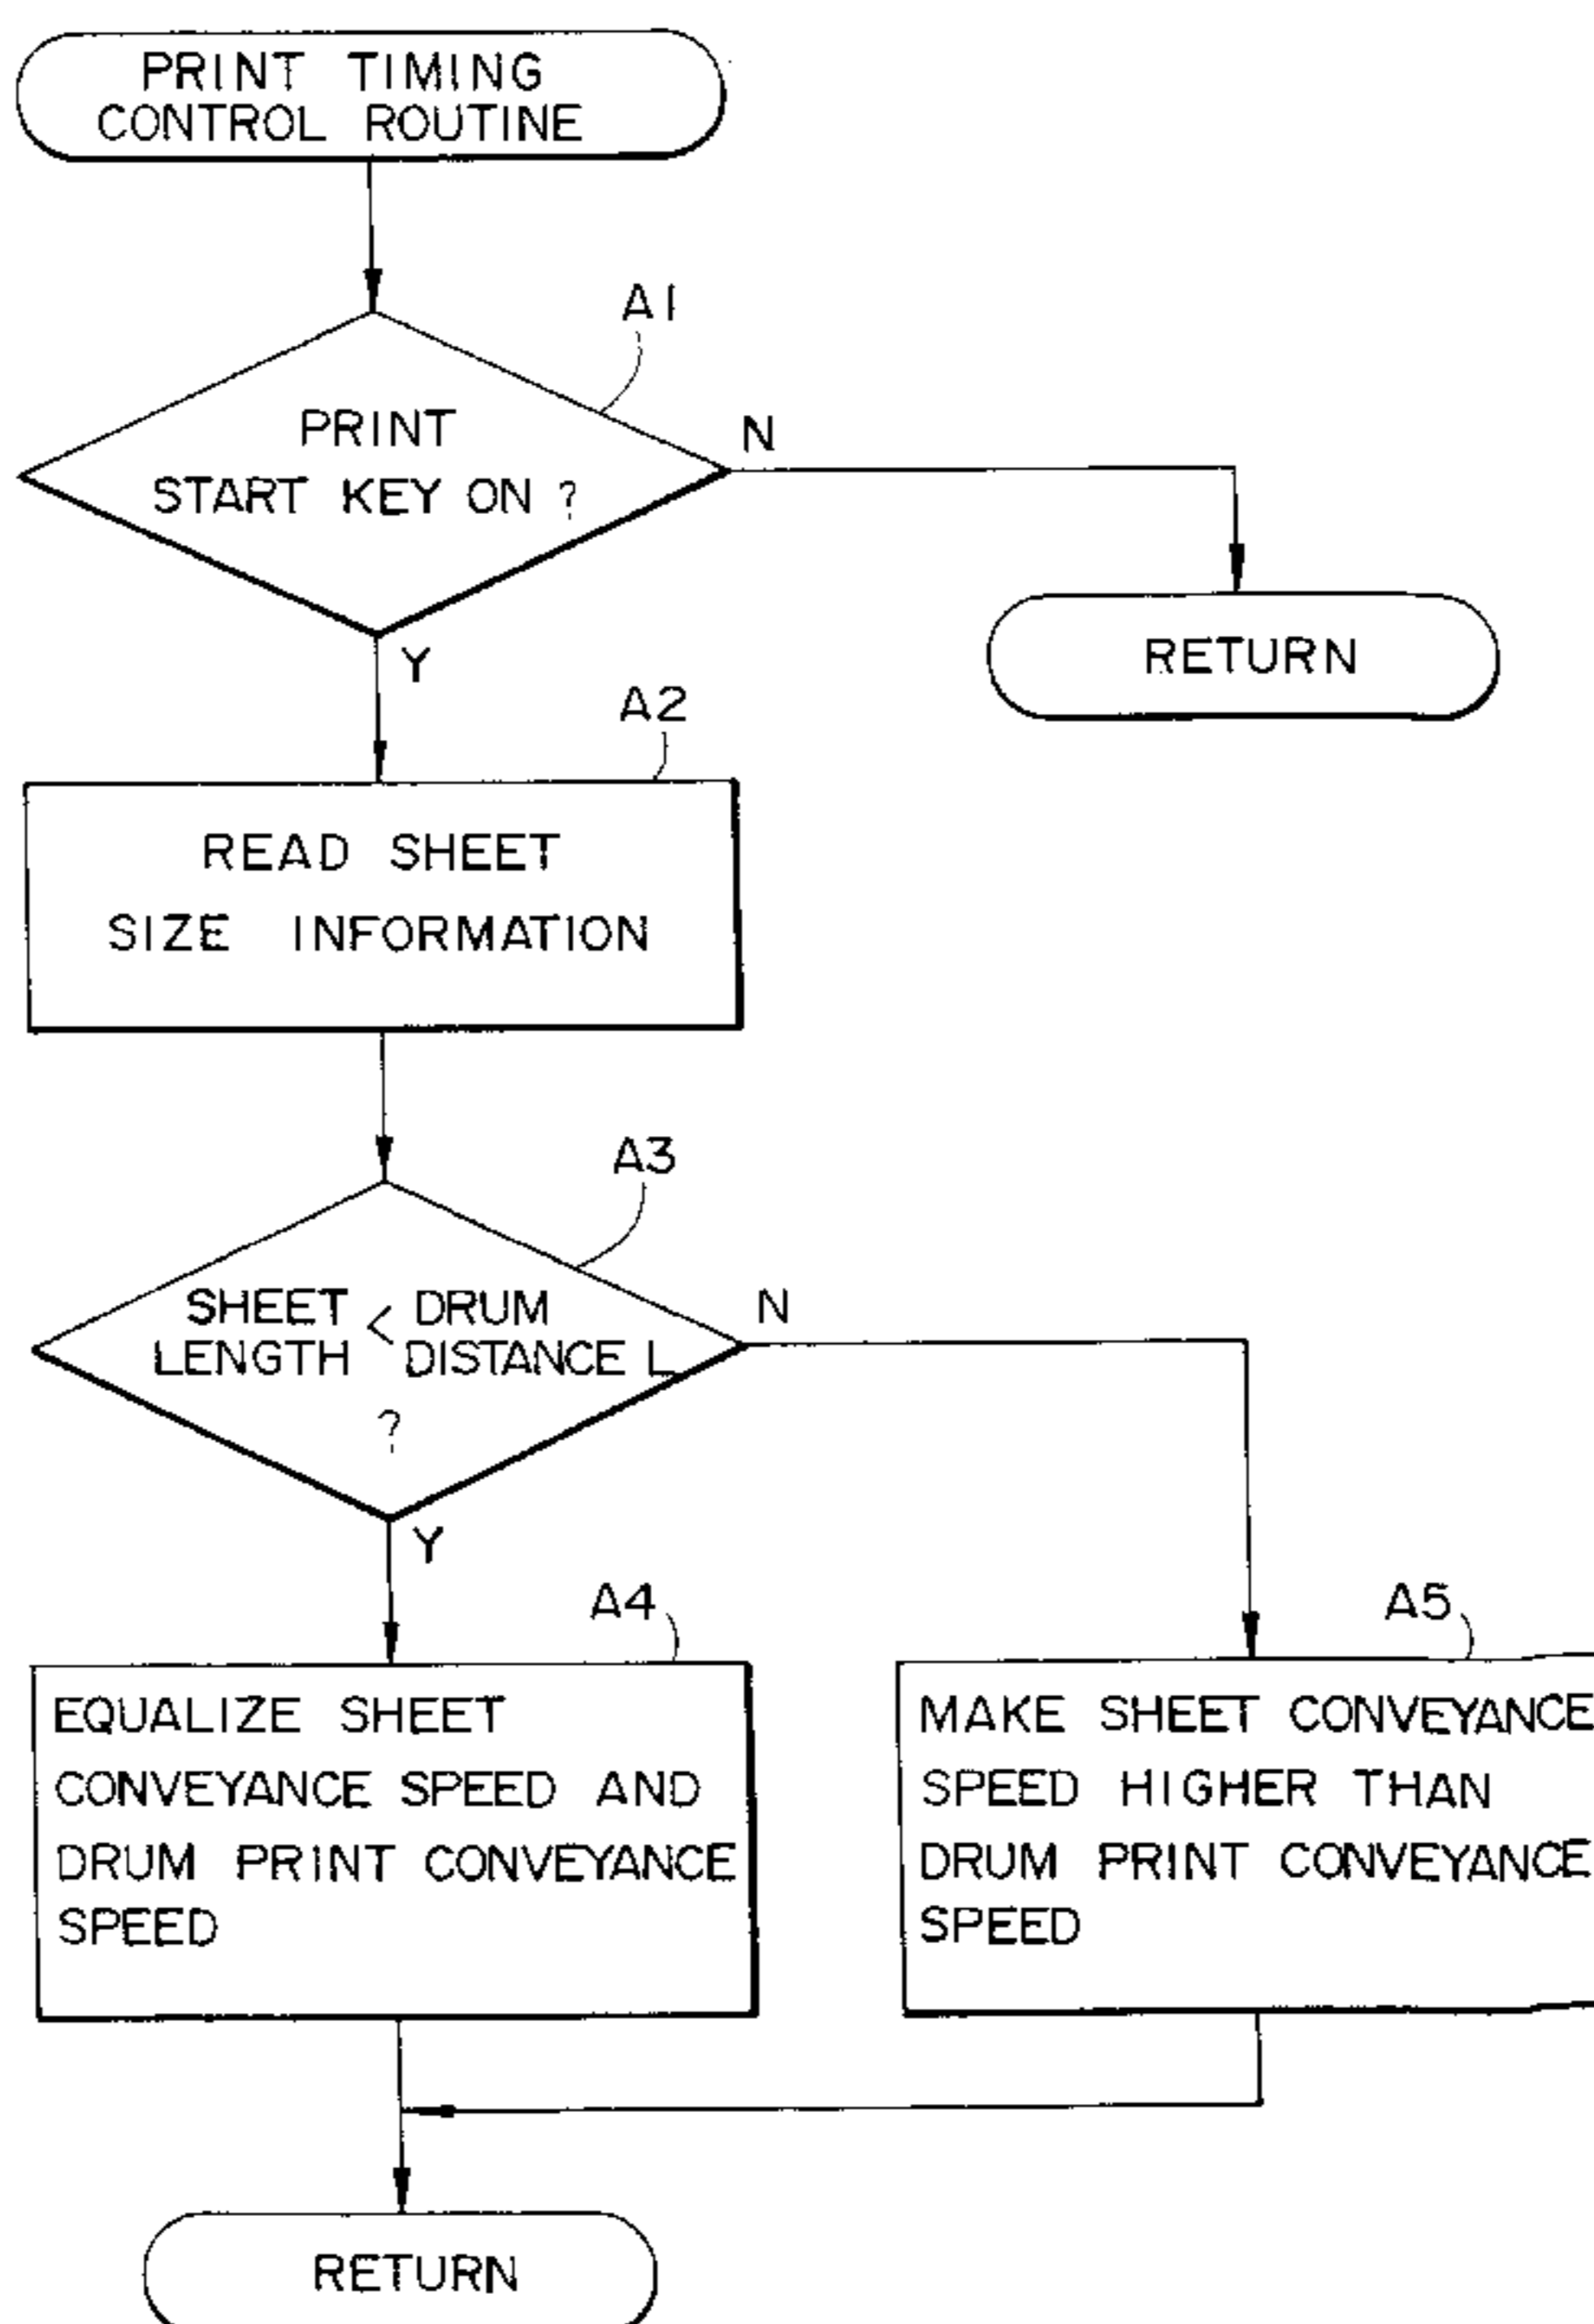 PRINT TIMING
CONTROL ROUTINE
A1
PRINT
START KEY ON ?
N
RETURN
Y
A2
READ SHEET
SIZE INFORMATION
A3
SHEET < DRUM
LENGTH DISTANCE L
?
N
Y
A4
EQUALIZE SHEET
CONVEYANCE SPEED AND
DRUM PRINT CONVEYANCE
SPEED
A5
MAKE SHEET CONVEYANCE
SPEED HIGHER THAN
DRUM PRINT CONVEYANCE
SPEED
RETURN